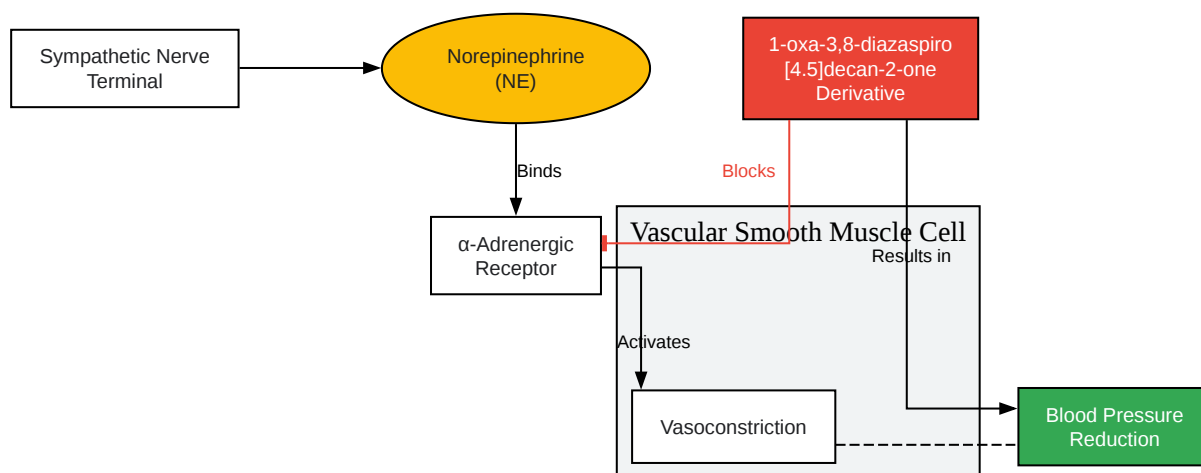 Sympathetic Nerve
Terminal
Norepinephrine
(NE)
1-oxa-3,8-diazaspiro
[4.5]decan-2-one
Derivative
Binds
Blocks
α-Adrenergic
Receptor
Vascular Smooth Muscle Cell
Results in
Activates
Vasoconstriction
Blood Pressure
Reduction